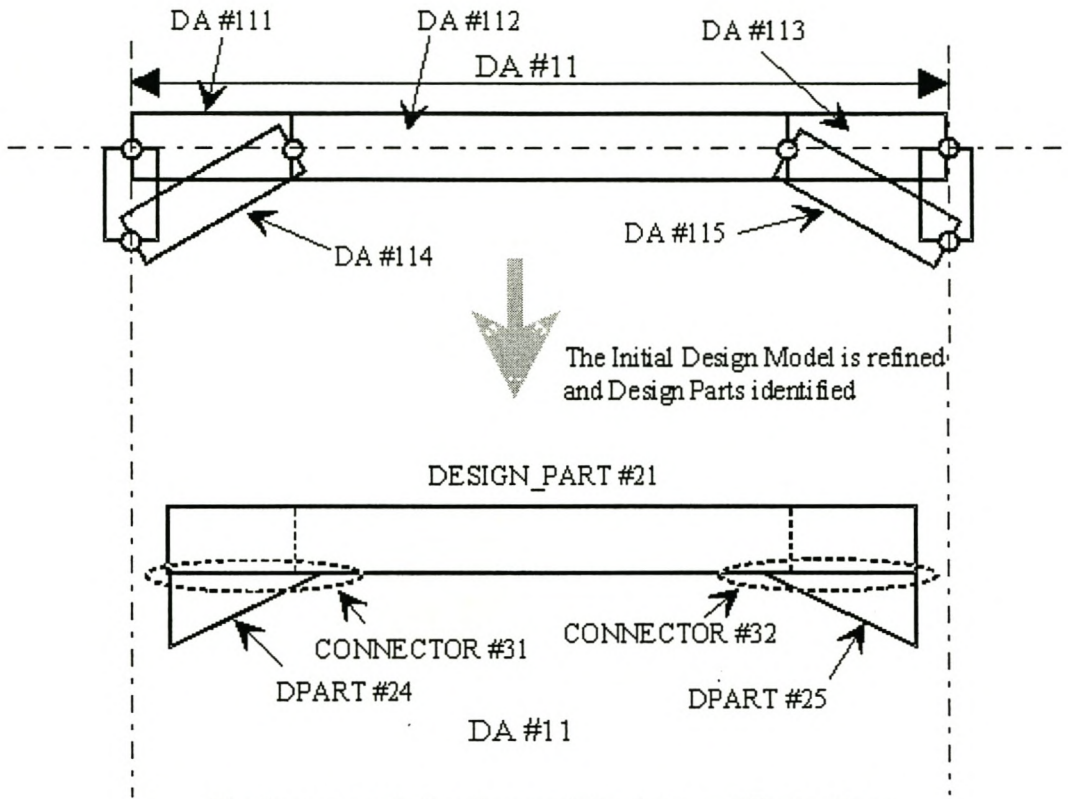 DA #111
DA #112
DA #113
DA #11
DA #114
DA #115
The Initial Design Model is refined
and Design Parts identified
DESIGN_PART #21
CONNECTOR #31
CONNECTOR #32
DPART #24
DPART #25
DA #11